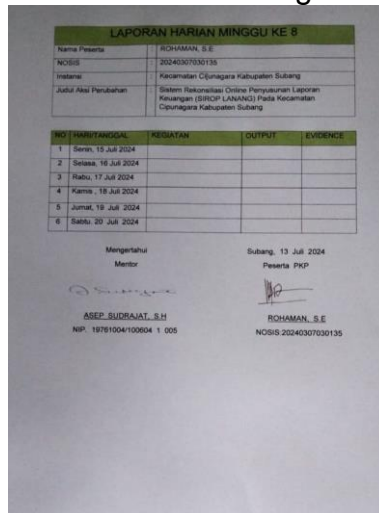 LAPORAN HARIAN MINGGU KE 8
Nama Peserta : ROHAMAN, S.E
NOSIS : 20240307030135
Instansi : Kecamatan Cijunagara Kabupaten Subang
Judul Aksi Perubahan : Sistem Rekonsiliasi Online Penyusunan Laporan
Keuangan (SIROP LANANG) Pada Kecamatan
Cipunagara Kabupaten Subang
NO HARI/TANGGAL KEGIATAN OUTPUT EVIDENCE
1 Senin, 15 Juli 2024
2 Selasa, 16 Juli 2024
3 Rabu, 17 Juli 2024
4 Kamis , 18 Juli 2024
5 Jumat, 19 Juli 2024
6 Sabtu, 20 Juli 2024
Mengertahui Subang, 13 Juli 2024
Mentor Peserta PKP
ASEP SUDRAJAT, S.H ROHAMAN, S.E
NIP. 19761004/100604 1 005 NOSIS:20240307030135